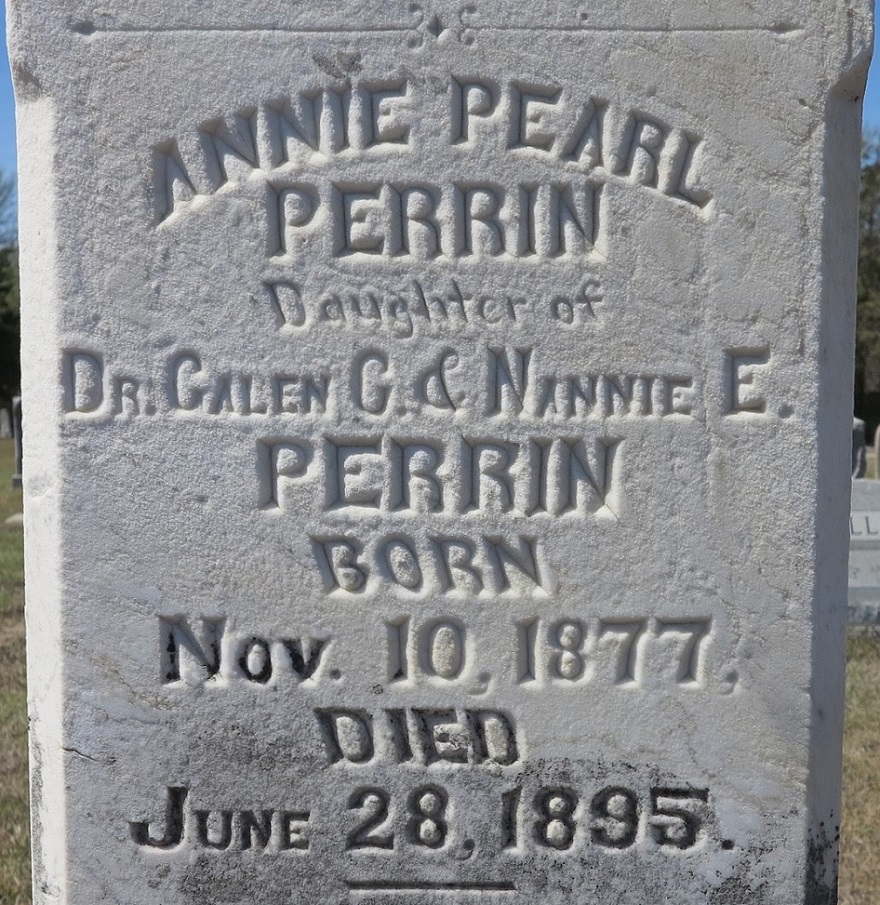 ANNIE PEARL
PERRIN
Daughter of
DR. GALEN G. & NANNIE E.
PERRIN
BORN
NOV. 10, 1877,
DIED
JUNE 28, 1895.